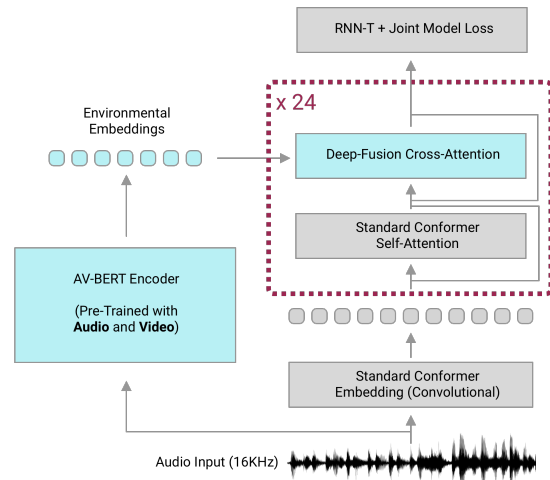 RNN-T + Joint Model Loss
x 24
Environmental
Embeddings
Deep-Fusion Cross-Attention
Standard Conformer
Self-Attention
AV-BERT Encoder
(Pre-Trained with
Audio and Video)
Standard Conformer
Embedding (Convolutional)
Audio Input (16KHz)